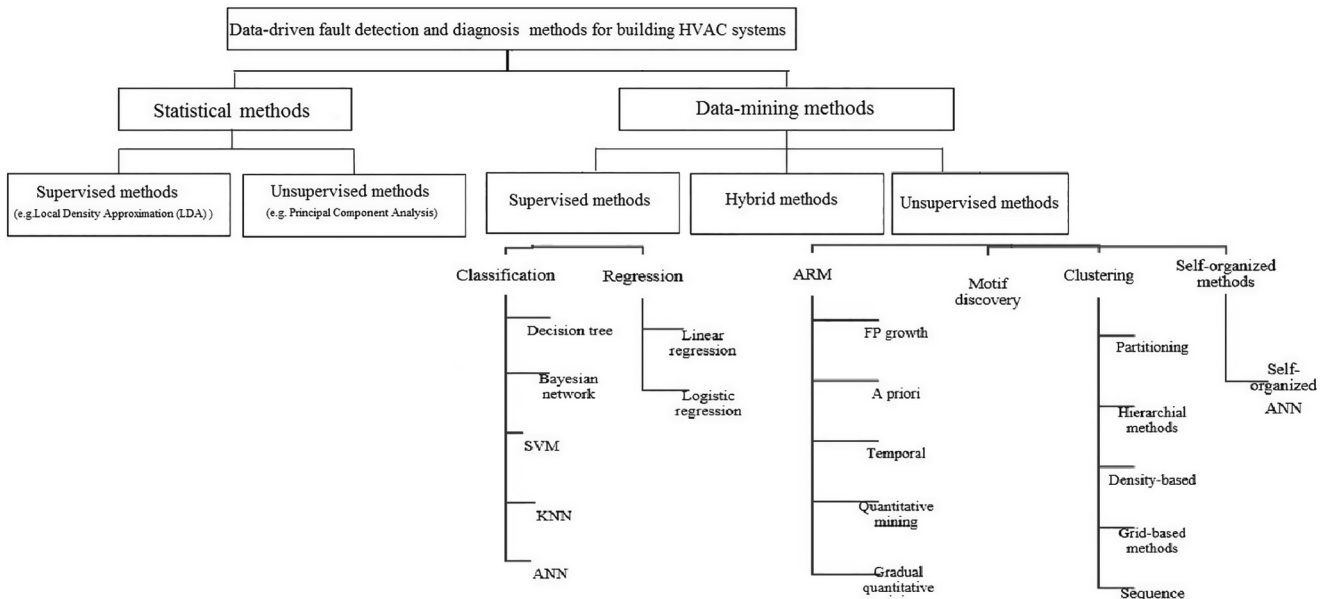 Data-driven fault detection and diagnosis methods for building HVAC systems
Statistical methods
Data-mining methods
Supervised methods
(e.g.Local Density Approximation (LDA) )
Unsupervised methods
(e.g. Principal Component Analysis)
Supervised methods
Hybrid methods
Unsupervised methods
Classification
Decision tree
Bayesian
network
SVM
KNN
ANN
Regression
Linear
regression
Logistic
regression
ARM
FP growth
A priori
Temporal
Quantitative
mining
Gradual
quantitative
Motif
discovery
Clustering
Partitioning
Hierarchial
methods
Density-based
Grid-based
methods
Sequence
Self-organized
methods
Self-
organized
ANN